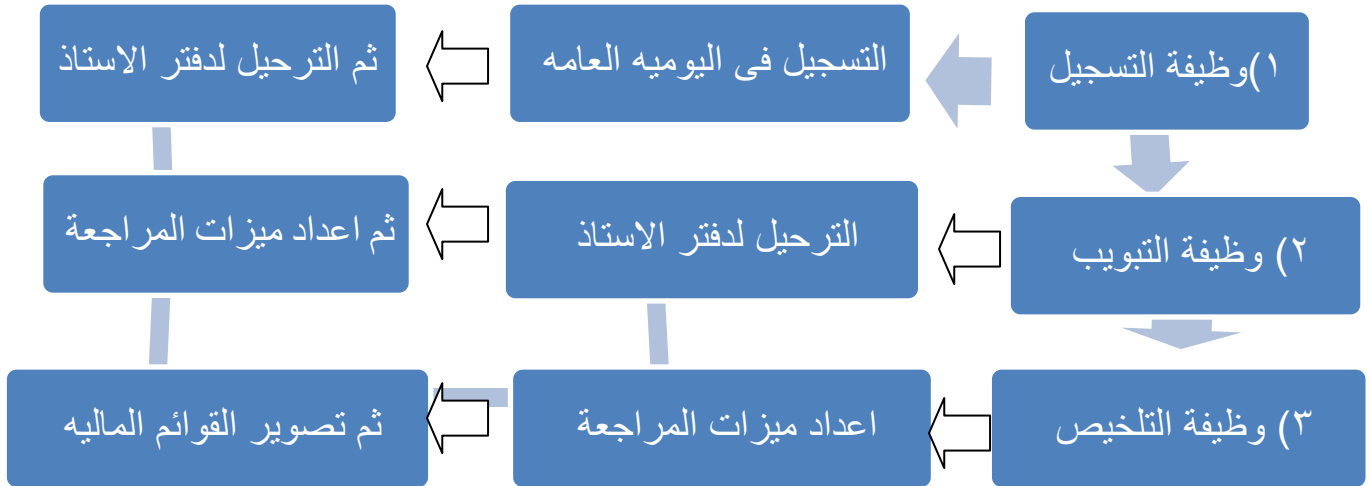 ١)وظيفة التسجيل
التسجيل فى اليوميه العامه
ثم الترحيل لدفتر الاستاذ
٢) وظيفة التبويب
الترحيل لدفتر الاستاذ
ثم اعداد ميزات المراجعة
٣) وظيفة التلخيص
اعداد ميزات المراجعة
ثم تصوير القوائم الماليه